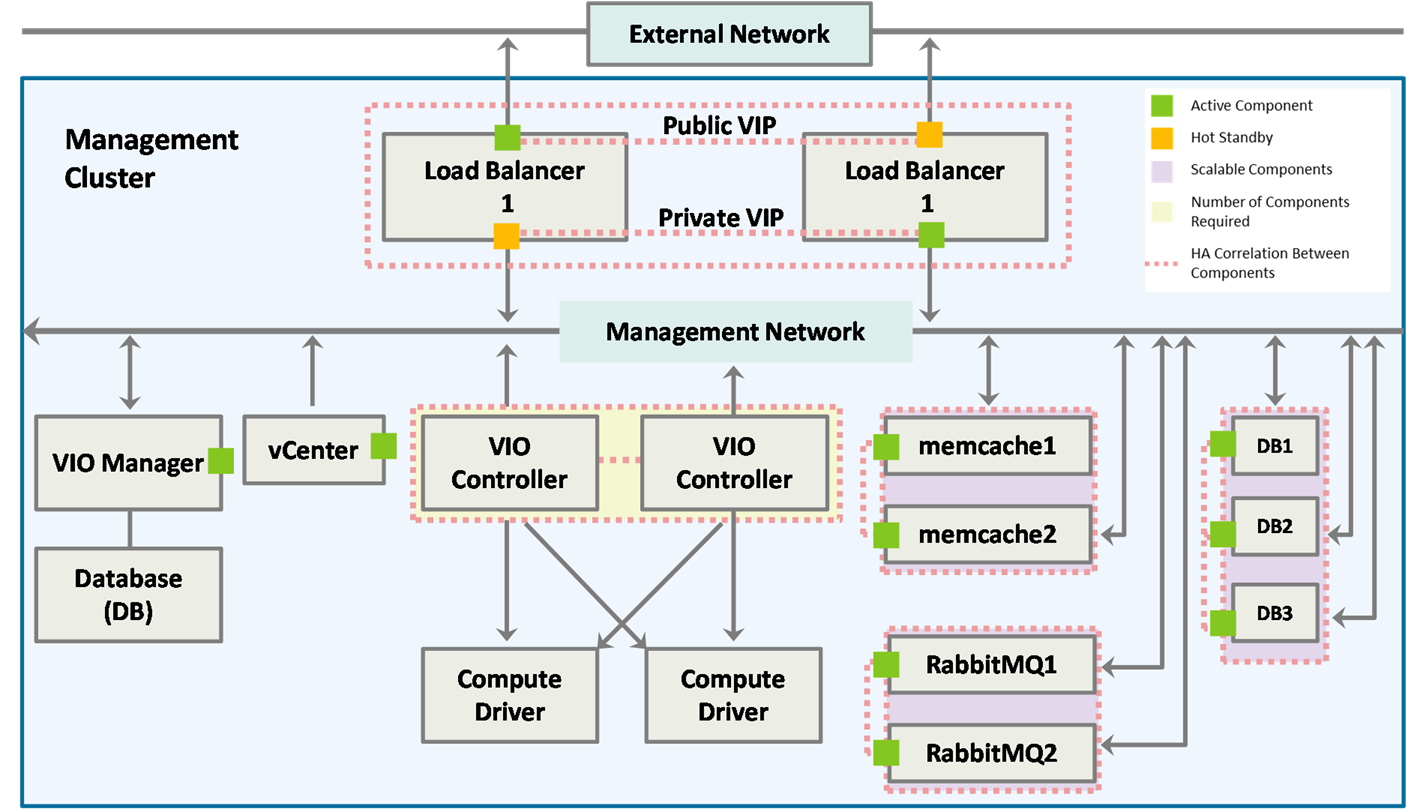 External Network
Management
Cluster
Public VIP
Load Balancer
1
Load Balancer
1
Private VIP
Active Component
Hot Standby
Scalable Components
Number of Components
Required
HA Correlation Between
Components
Management Network
VIO Manager
vCenter
VIO
Controller
VIO
Controller
memcache1
memcache2
DB1
DB2
DB3
Database
(DB)
Compute
Driver
Compute
Driver
RabbitMQ1
RabbitMQ2